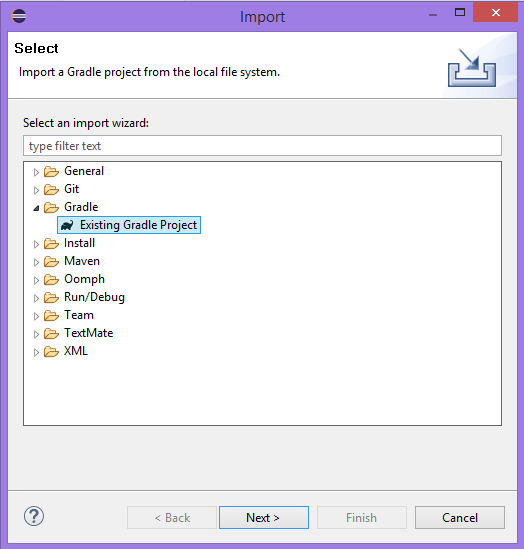 Import
Select
Import a Gradle project from the local file system.
Select an import wizard:
type filter text
General
Git
Gradle
Existing Gradle Project
Install
Maven
Oomph
Run/Debug
Team
TextMate
XML
? < Back Next > Finish Cancel